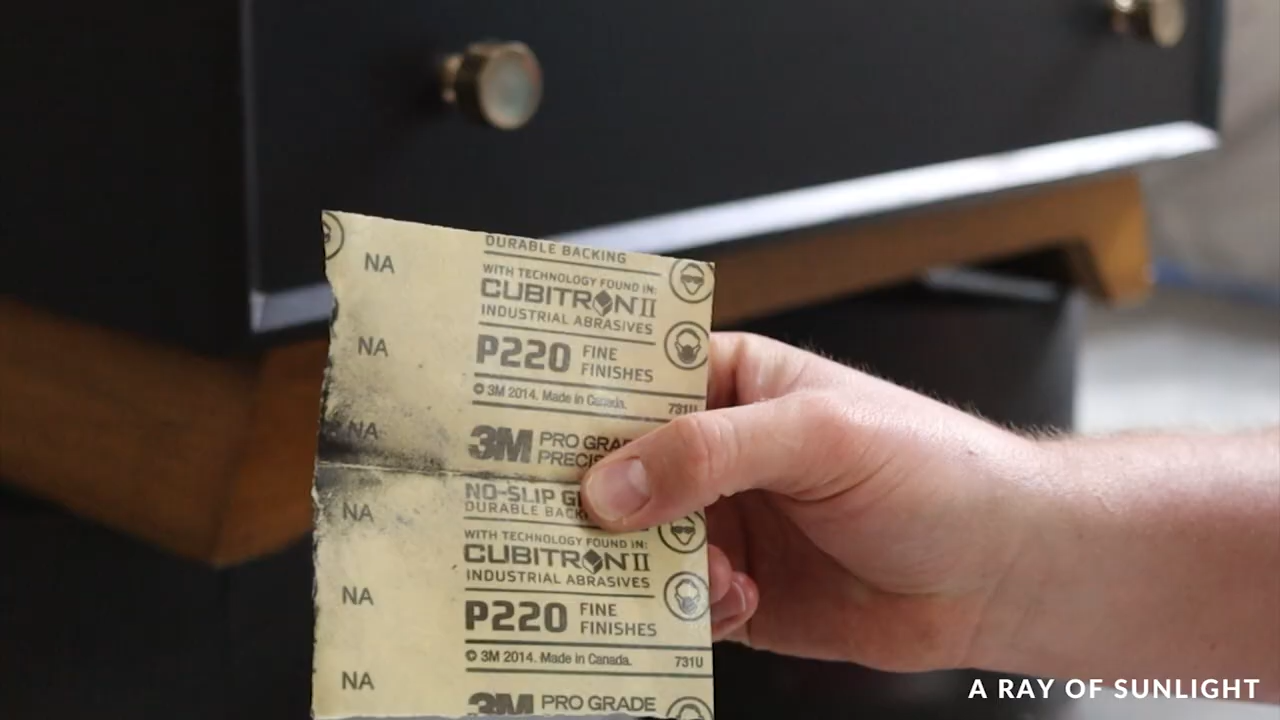 NA
DURABLE BACKING
WITH TECHNOLOGY FOUND IN:
CUBITRON II
INDUSTRIAL ABRASIVES
NA
P220 FINE FINISHES
© 3M 2014. Made in Canada. 731U
NA
3M PRO GRA
PRECIS
NO-SLIP G
NA
DURABLE BACK
WITH TECHNOLOGY FOUND IN:
CUBITRON II
INDUSTRIAL ABRASIVES
NA
P220 FINE FINISHES
© 3M 2014. Made in Canada. 731U
NA
3M PRO GRADE
A RAY OF SUNLIGHT